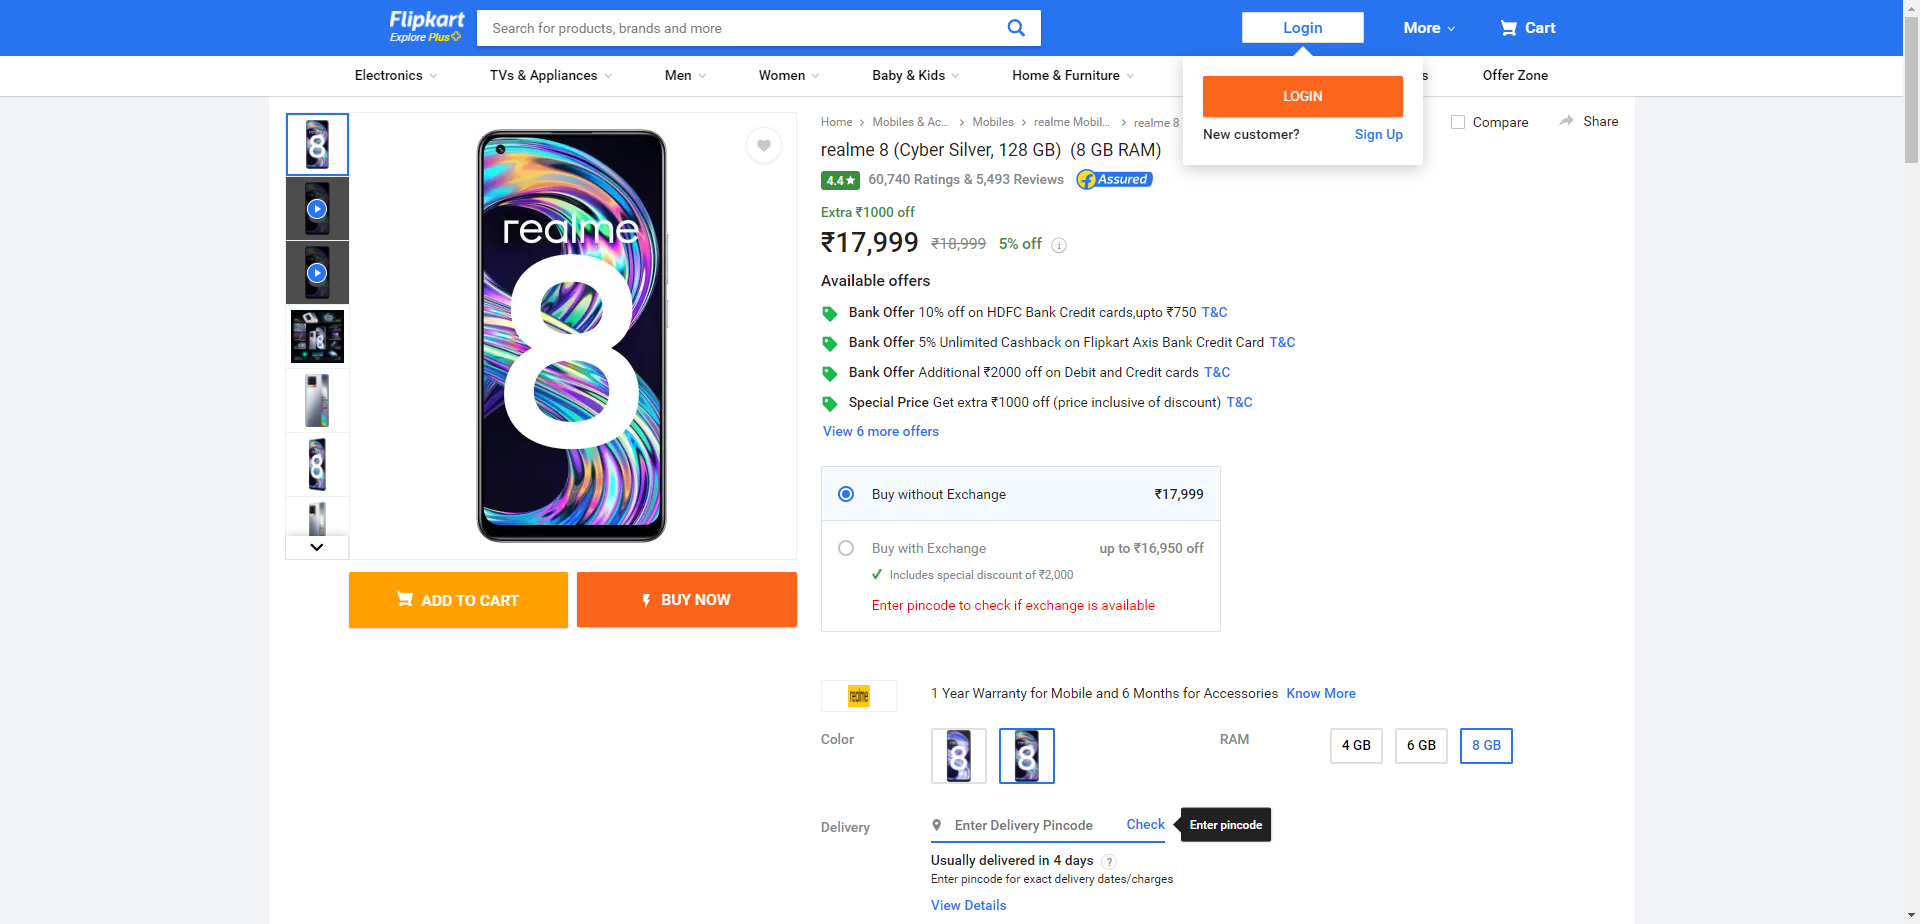 Flipkart
Explore Plus
Search for products, brands and more
Login
More
Cart
Electronics
TVs & Appliances
Men
Women
Baby & Kids
Home & Furniture
s
Offer Zone
LOGIN
New customer? Sign Up
Home > Mobiles & Ac... > Mobiles > realme Mobil... > realme 8
Compare
Share
realme 8 (Cyber Silver, 128 GB) (8 GB RAM)
4.4★ 60,740 Ratings & 5,493 Reviews Assured
Extra ₹1000 off
₹17,999 ₹18,999 5% off i
Available offers
Bank Offer 10% off on HDFC Bank Credit cards,upto ₹750 T&C
Bank Offer 5% Unlimited Cashback on Flipkart Axis Bank Credit Card T&C
Bank Offer Additional ₹2000 off on Debit and Credit cards T&C
Special Price Get extra ₹1000 off (price inclusive of discount) T&C
View 6 more offers
realme
8
Buy without Exchange ₹17,999
Buy with Exchange up to ₹16,950 off
Includes special discount of ₹2,000
Enter pincode to check if exchange is available
ADD TO CART
BUY NOW
realme
1 Year Warranty for Mobile and 6 Months for Accessories Know More
Color
8
8
RAM
4 GB
6 GB
8 GB
Delivery
Enter Delivery Pincode
Check
Enter pincode
Usually delivered in 4 days ?
Enter pincode for exact delivery dates/charges
View Details